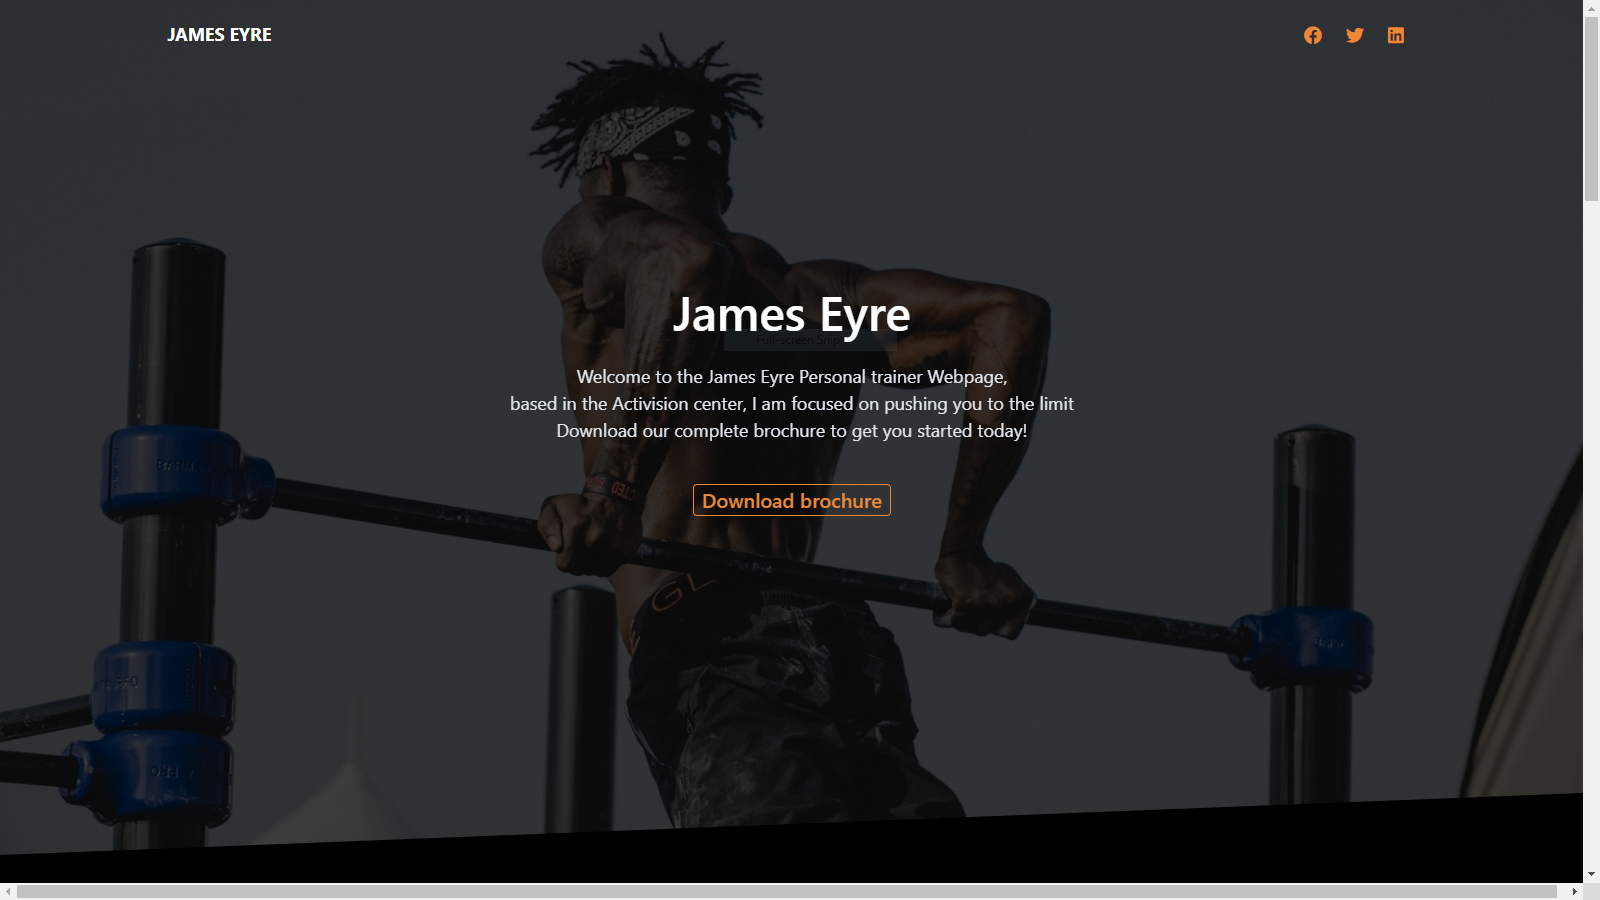 JAMES EYRE
James Eyre
Full-screen Snip
Welcome to the James Eyre Personal trainer Webpage,
based in the Activision center, I am focused on pushing you to the limit
Download our complete brochure to get you started today!
Download brochure
GL